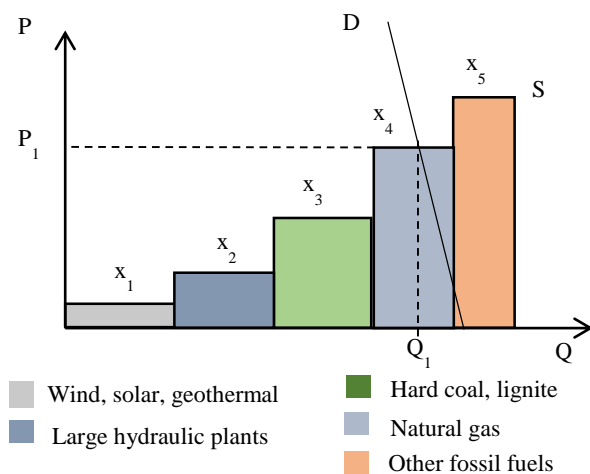 P
D
x5
S
x4
P1
x3
x2
x1
Q1
Q
Wind, solar, geothermal
Large hydraulic plants
Hard coal, lignite
Natural gas
Other fossil fuels